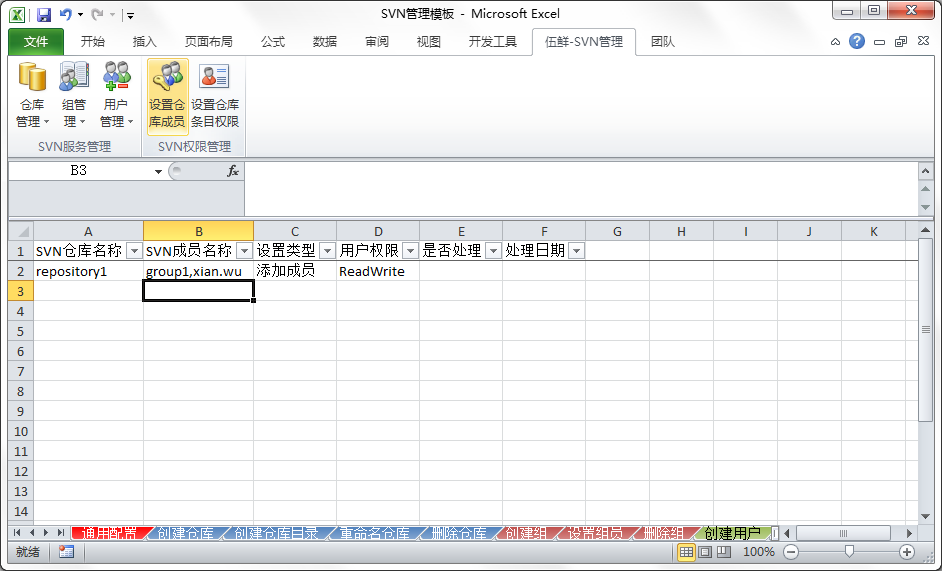 SVN管理模板 - Microsoft Excel
文件 开始 插入 页面布局 公式 数据 审阅 视图 开发工具 伍鲜-SVN管理 团队
仓库 组管 用户 设置仓 设置仓库
管理 理 管理 库成员 条目权限
SVN服务管理 SVN权限管理
B3 fx
A B C D E F G H I J K
1 SVN仓库名称 SVN成员名称 设置类型 用户权限 是否处理 处理日期
2 repository1 group1,xian.wu 添加成员 ReadWrite
3
4
5
6
7
8
9
10
11
12
13
14
通用配置 创建仓库 创建仓库目录 重命名仓库 删除仓库 创建组 设置组员 删除组 创建用户
就绪 100%